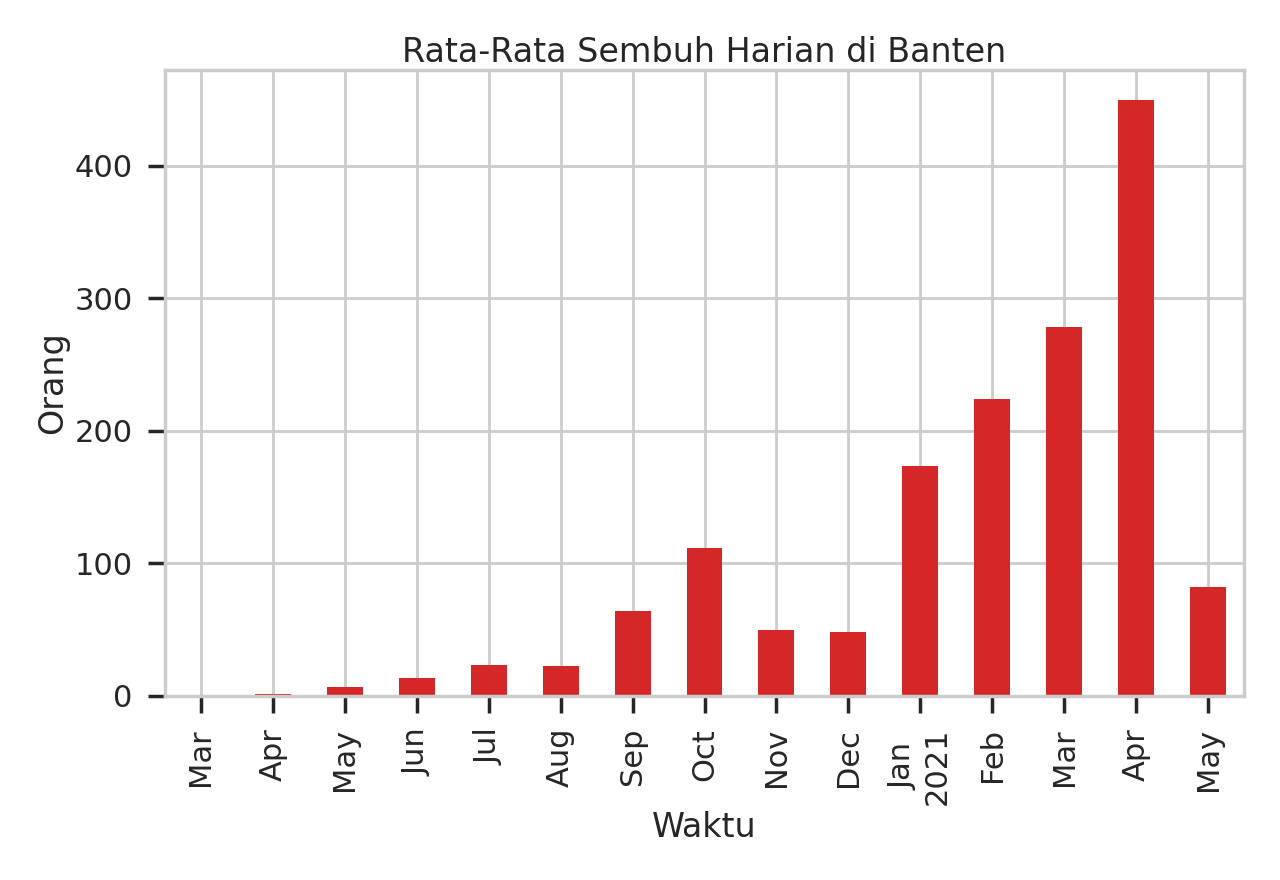 Rata-Rata Sembuh Harian di Banten
Orang
400
300
200
100
0
Mar
Apr
May
Jun
Jul
Aug
Sep
Oct
Nov
Dec
Jan
2021
Feb
Mar
Apr
May
Waktu